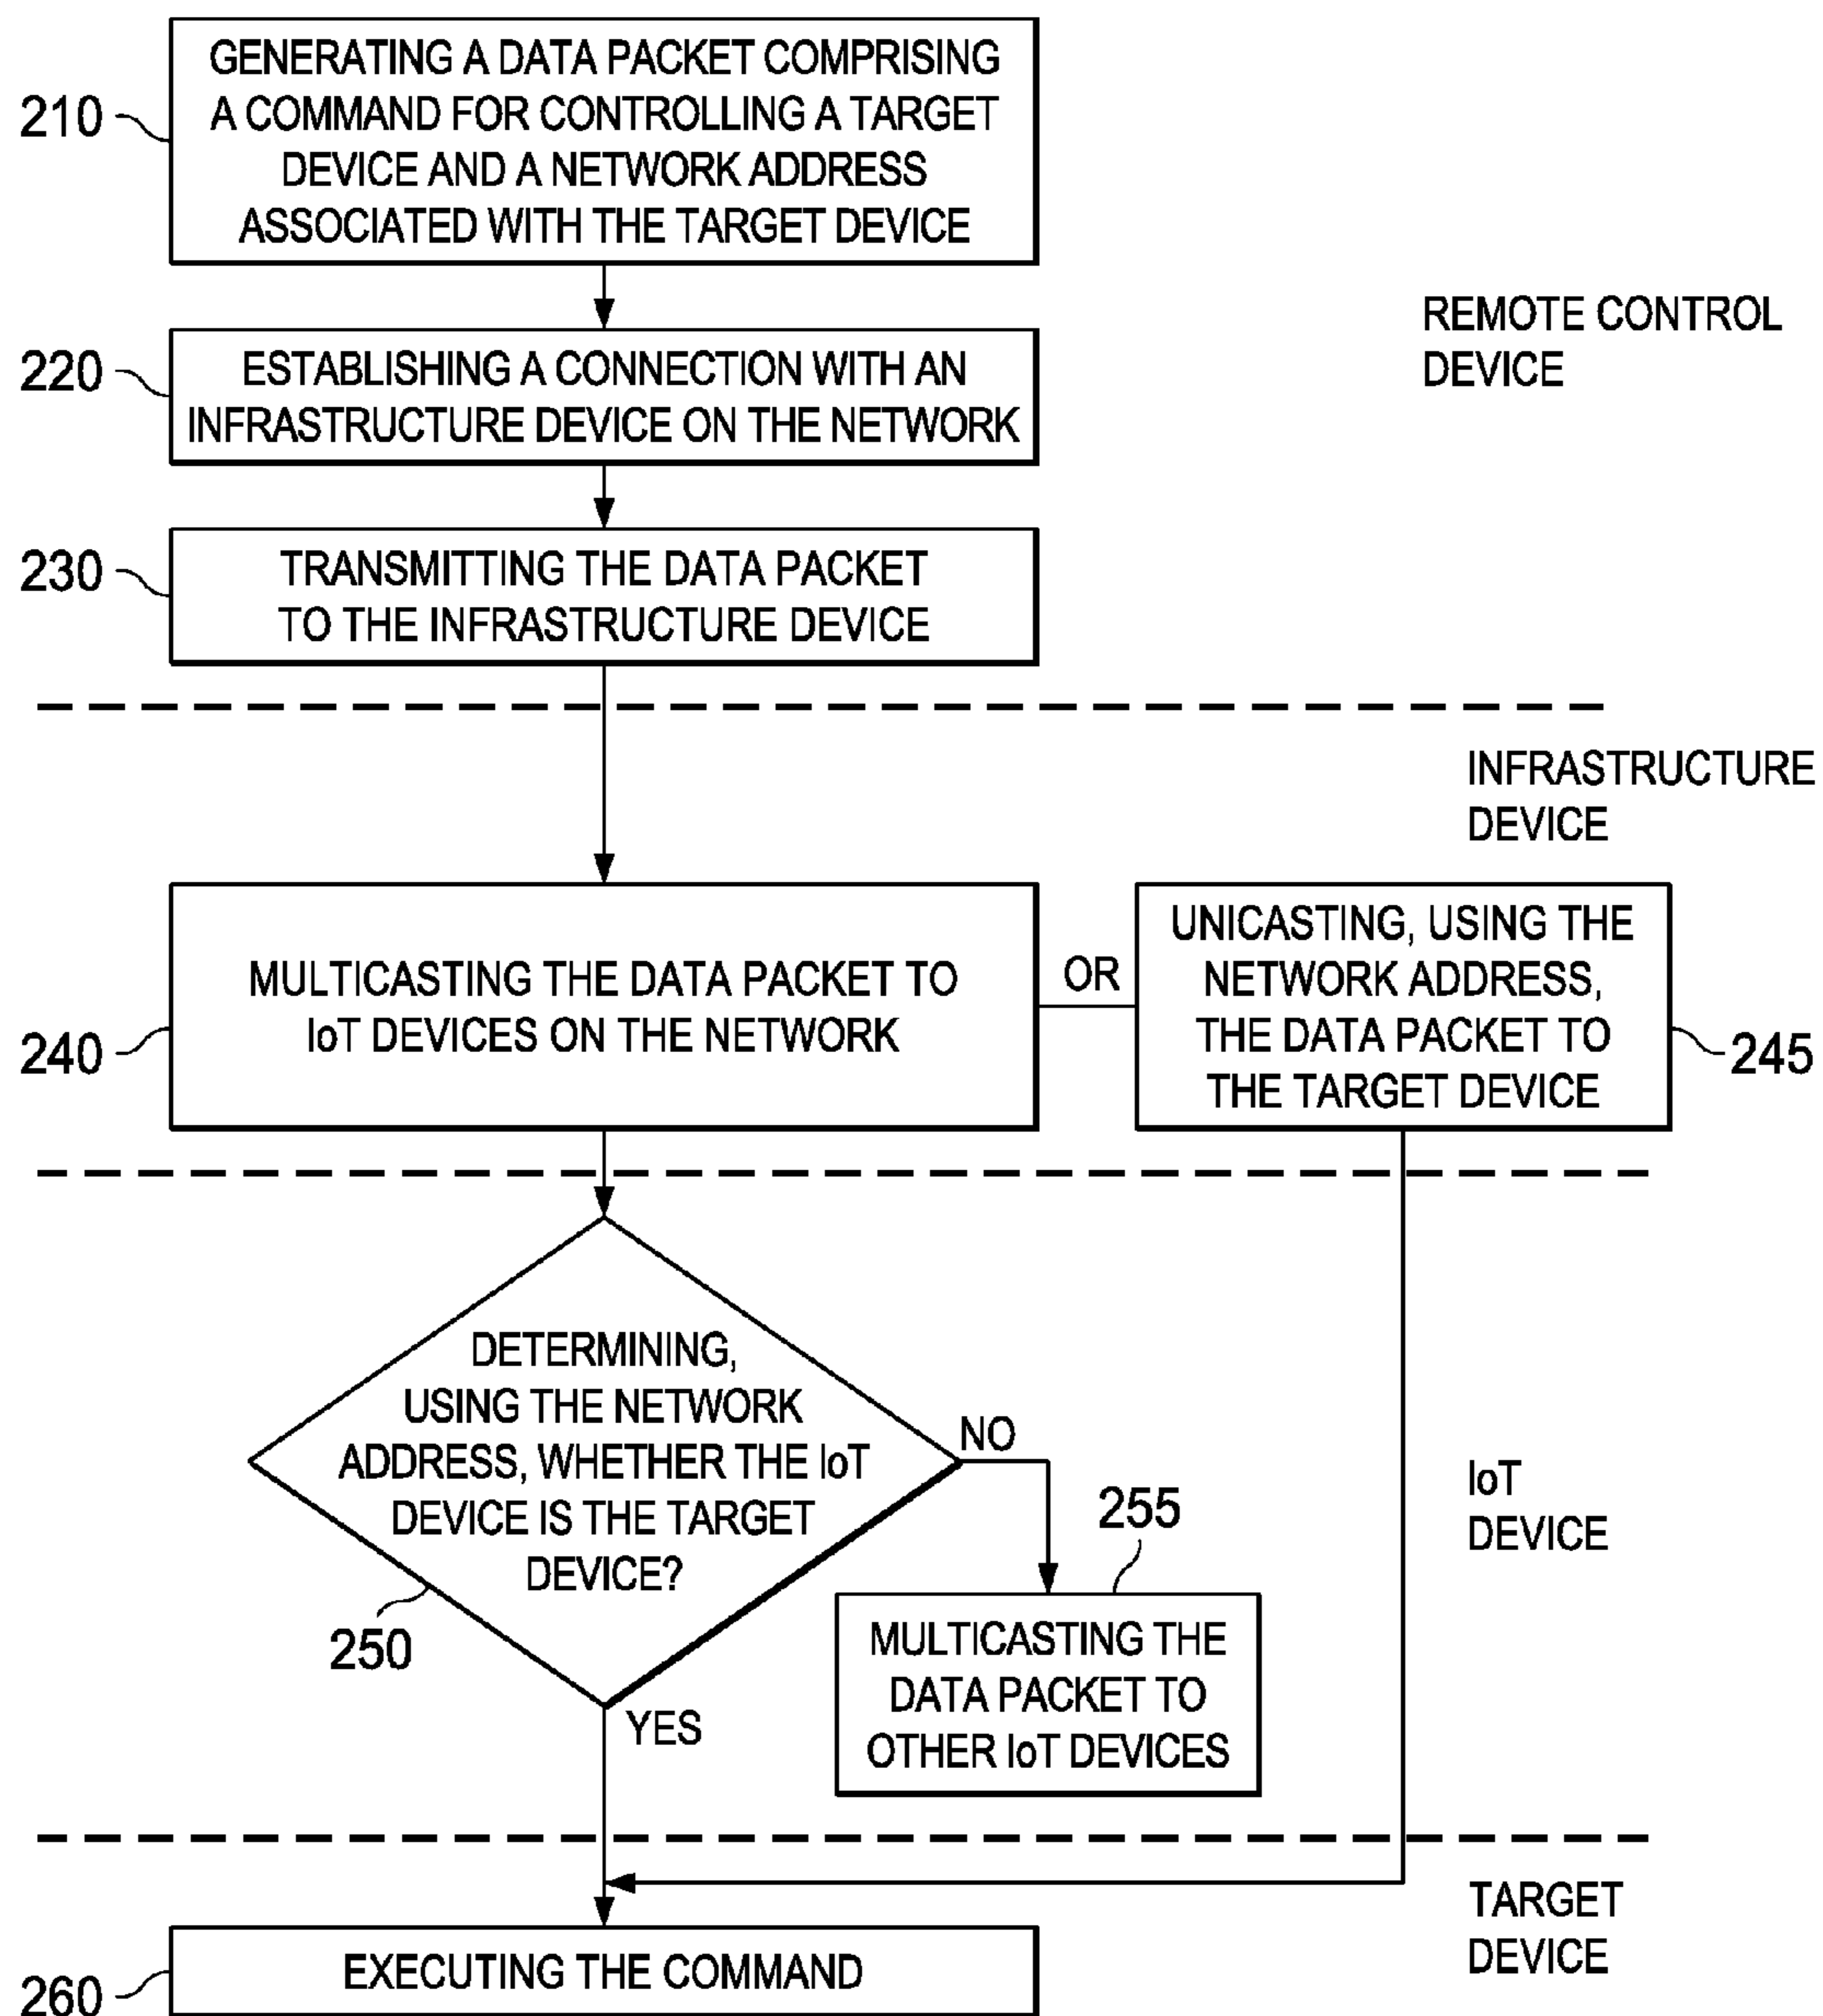 GENERATING A DATA PACKET COMPRISING
A COMMAND FOR CONTROLLING A TARGET
DEVICE AND A NETWORK ADDRESS
ASSOCIATED WITH THE TARGET DEVICE
210
REMOTE CONTROL
DEVICE
220
ESTABLISHING A CONNECTION WITH AN
INFRASTRUCTURE DEVICE ON THE NETWORK
230
TRANSMITTING THE DATA PACKET
TO THE INFRASTRUCTURE DEVICE
INFRASTRUCTURE
DEVICE
240
MULTICASTING THE DATA PACKET TO
IoT DEVICES ON THE NETWORK
OR
UNICASTING, USING THE
NETWORK ADDRESS,
THE DATA PACKET TO
THE TARGET DEVICE
245
DETERMINING,
USING THE NETWORK
ADDRESS, WHETHER THE IoT
DEVICE IS THE TARGET
DEVICE?
NO
250
YES
255
MULTICASTING THE
DATA PACKET TO
OTHER IoT DEVICES
IoT
DEVICE
TARGET
DEVICE
260
EXECUTING THE COMMAND